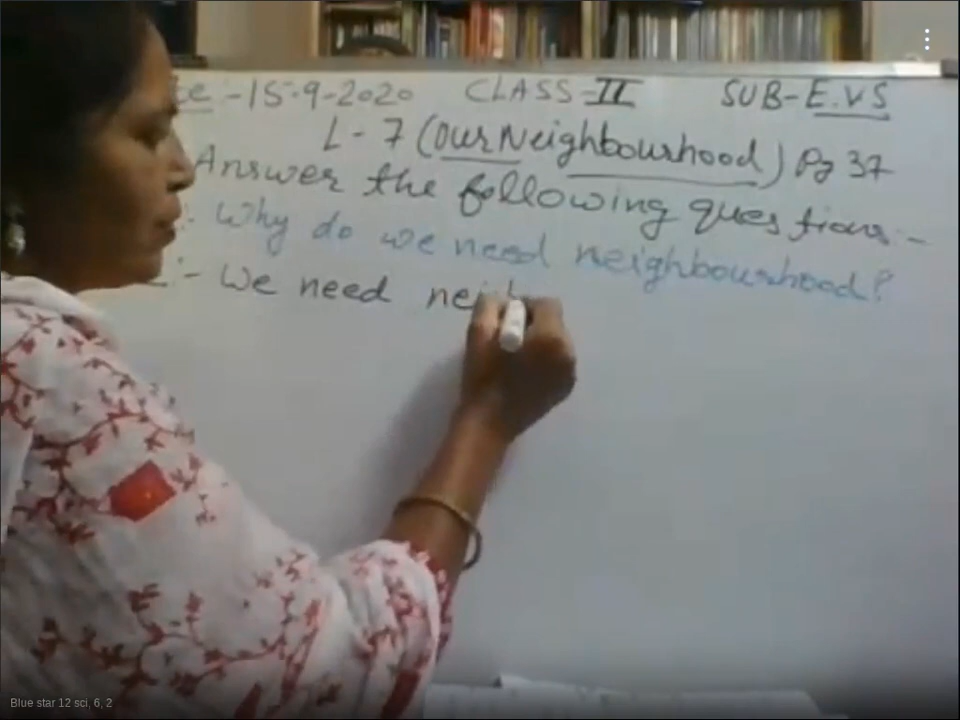 -15-9-2020 CLASS-II SUB-E.V.S
L-7 (Our Neighbourhood) Pg 37
Answer the following questions:-
:- Why do we need neighbourhood?
:- We need nei
Blue star 12 sci, 6, 2